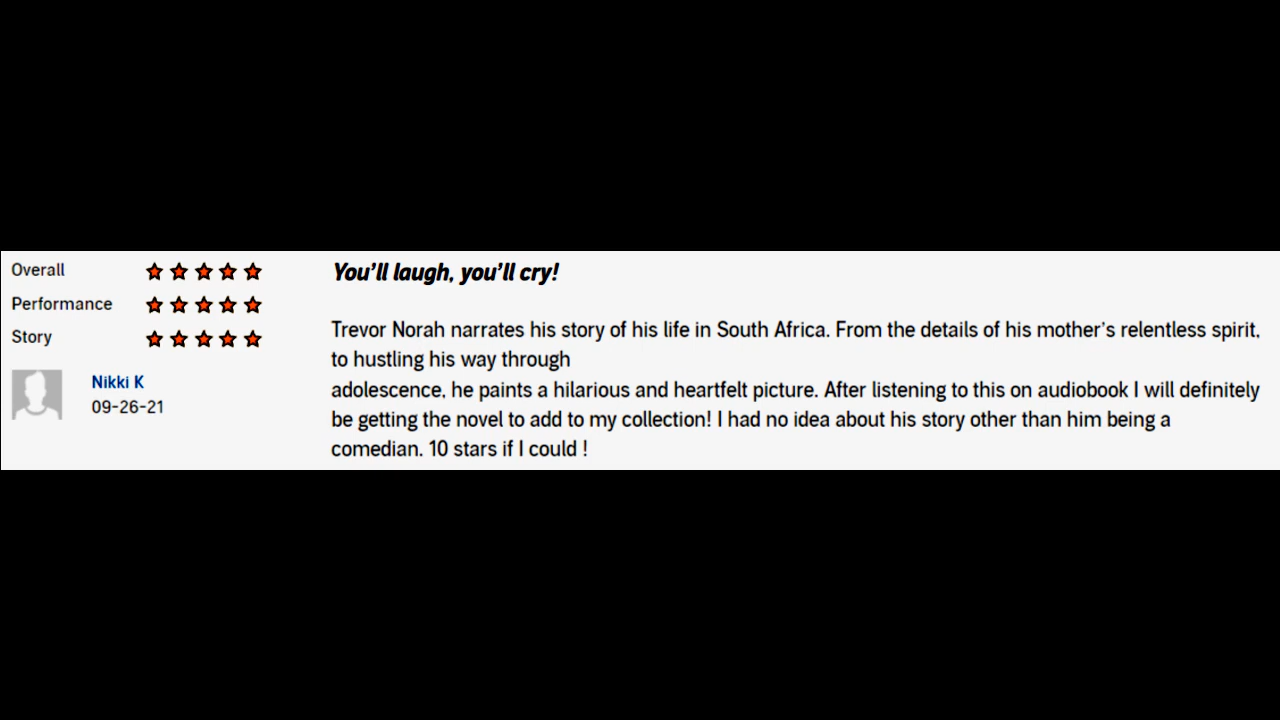 Overall
Performance
Story
Nikki K
09-26-21
You'll laugh, you'll cry!
Trevor Norah narrates his story of his life in South Africa. From the details of his mother's relentless spirit,
to hustling his way through
adolescence, he paints a hilarious and heartfelt picture. After listening to this on audiobook I will definitely
be getting the novel to add to my collection! I had no idea about his story other than him being a
comedian. 10 stars if I could !